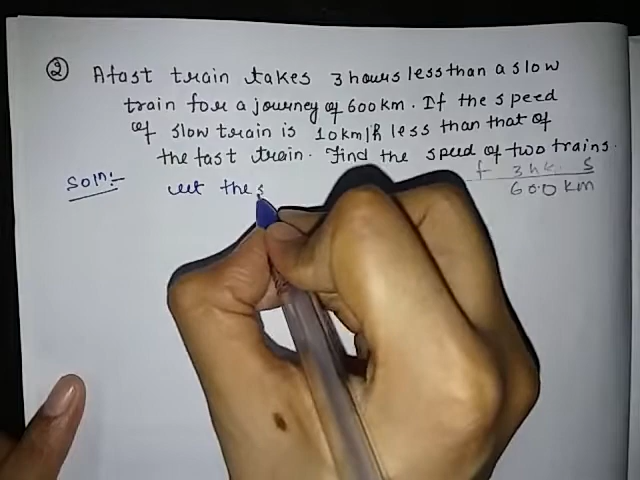 ② A fast train takes 3 hours less than a slow
train for a journey of 600 km. If the speed
of slow train is 10 km/h less than that of
the fast train. Find the speed of two trains.
f 3 hr. S
Soln:- Let the s
600 km